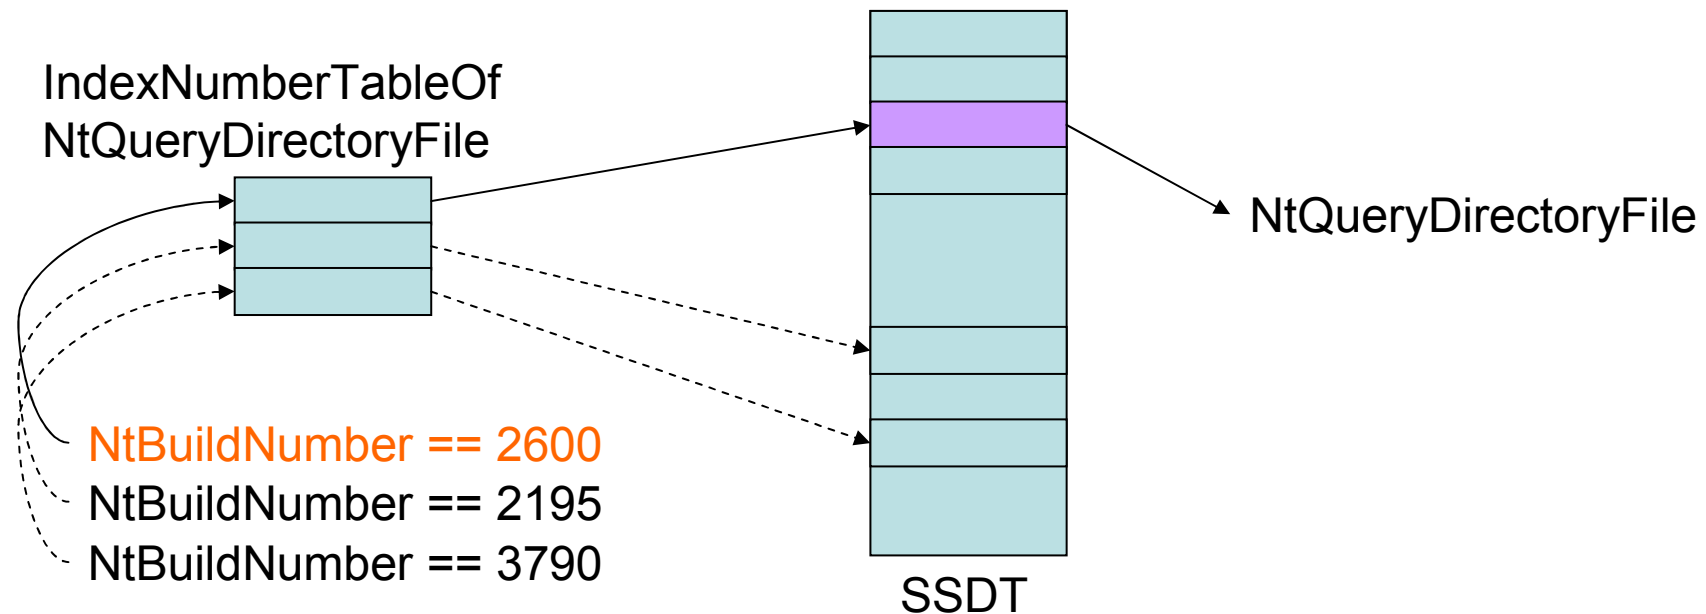 IndexNumberTableOf
NtQueryDirectoryFile
NtQueryDirectoryFile
NtBuildNumber == 2600
NtBuildNumber == 2195
NtBuildNumber == 3790
SSDT